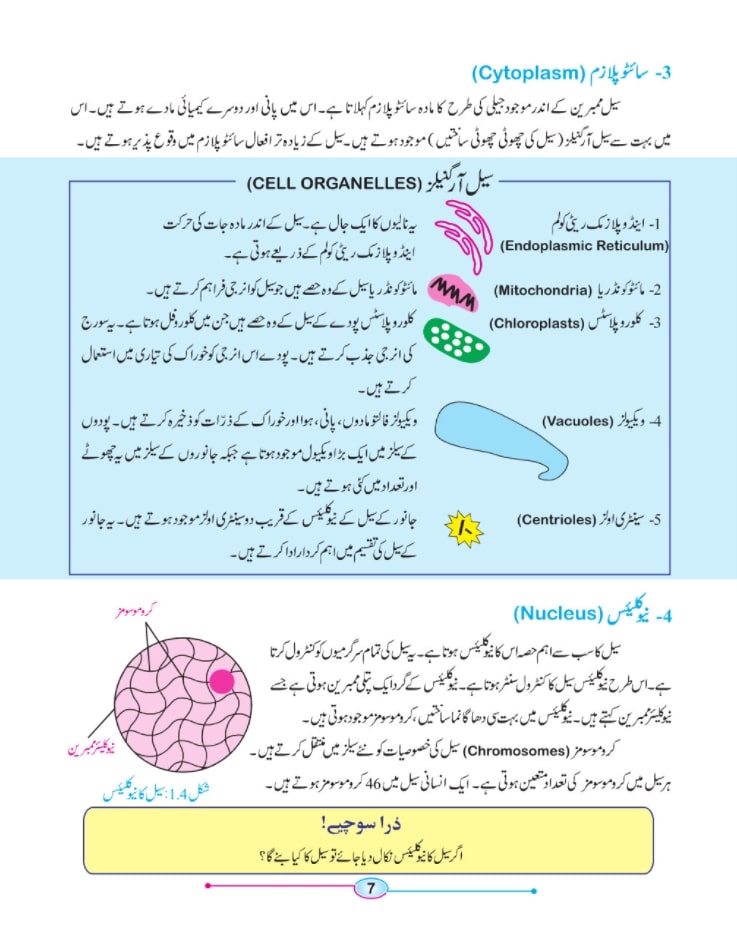 3- سائٹوپلازم (Cytoplasm)
سیل ممبرین کے اندر موجود جیلی کی طرح کا مادہ سائٹوپلازم کہلاتا ہے۔ اس میں پانی اور دوسرے کیمیائی مادے ہوتے ہیں۔ اس
میں بہت سے سیل آرگنیلز (سیل کی چھوٹی چھوٹی ساختیں) موجود ہوتے ہیں۔ سیل کے زیادہ تر افعال سائٹوپلازم میں وقوع پذیر ہوتے ہیں۔
سیل آرگنیلز (CELL ORGANELLES)
1- اینڈوپلازمک ریٹی کولم
(Endoplasmic Reticulum)
یہ نالیوں کا ایک جال ہے۔ سیل کے اندر مادہ جات کی حرکت
اینڈوپلازمک ریٹی کولم کے ذریعے ہوتی ہے۔
2- مائٹوکونڈریا (Mitochondria)
مائٹوکونڈریا سیل کے وہ حصے ہیں جو سیل کو انرجی فراہم کرتے ہیں۔
3- کلوروپلاسٹس (Chloroplasts)
کلوروپلاسٹس پودے کے سیل کے وہ حصے ہیں جن میں کلوروفل ہوتا ہے۔ یہ سورج
کی انرجی جذب کرتے ہیں۔ پودے اس انرجی کو خوراک کی تیاری میں استعمال
کرتے ہیں۔
4- ویکیولز (Vacuoles)
ویکیولز فالتو مادوں، پانی، ہوا اور خوراک کے ذرّات کو ذخیرہ کرتے ہیں۔ پودوں
کے سیلز میں ایک بڑا ویکیول موجود ہوتا ہے جبکہ جانوروں کے سیلز میں یہ چھوٹے
اور تعداد میں کئی ہوتے ہیں۔
5- سینٹری اولز (Centrioles)
جانور کے سیل کے نیوکلیئس کے قریب دو سینٹری اولز موجود ہوتے ہیں۔ یہ جانور
کے سیل کی تقسیم میں اہم کردار ادا کرتے ہیں۔
4- نیوکلیئس (Nucleus)
سیل کا سب سے اہم حصہ اس کا نیوکلیئس ہوتا ہے۔ یہ سیل کی تمام سرگرمیوں کو کنٹرول کرتا
ہے۔ اس طرح نیوکلیئس سیل کا کنٹرول سنٹر ہوتا ہے۔ نیوکلیئس کے گرد ایک پتلی ممبرین ہوتی ہے جسے
نیوکلیئر ممبرین کہتے ہیں۔ نیوکلیئس میں بہت سی دھاگا نما ساختیں، کروموسومز موجود ہوتی ہیں۔
کروموسومز (Chromosomes) سیل کی خصوصیات کو نئے سیلز میں منتقل کرتے ہیں۔
ہر سیل میں کروموسومز کی تعداد متعین ہوتی ہے۔ ایک انسانی سیل میں 46 کروموسومز ہوتے ہیں۔
کروموسومز
نیوکلیئر ممبرین
شکل 1.4: سیل کا نیوکلیئس
ذرا سوچیے!
اگر سیل کا نیوکلیئس نکال دیا جائے تو سیل کا کیا بنے گا؟
7